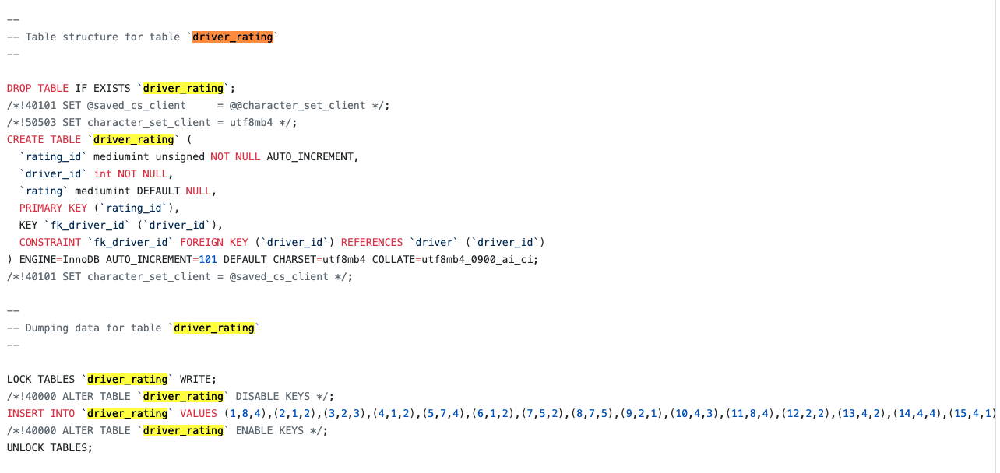 --
-- Table structure for table `driver_rating`
--
DROP TABLE IF EXISTS `driver_rating`;
/*!40101 SET @saved_cs_client     = @@character_set_client */;
/*!50503 SET character_set_client = utf8mb4 */;
CREATE TABLE `driver_rating` (
  `rating_id` mediumint unsigned NOT NULL AUTO_INCREMENT,
  `driver_id` int NOT NULL,
  `rating` mediumint DEFAULT NULL,
  PRIMARY KEY (`rating_id`),
  KEY `fk_driver_id` (`driver_id`),
  CONSTRAINT `fk_driver_id` FOREIGN KEY (`driver_id`) REFERENCES `driver` (`driver_id`)
) ENGINE=InnoDB AUTO_INCREMENT=101 DEFAULT CHARSET=utf8mb4 COLLATE=utf8mb4_0900_ai_ci;
/*!40101 SET character_set_client = @saved_cs_client */;
--
-- Dumping data for table `driver_rating`
--
LOCK TABLES `driver_rating` WRITE;
/*!40000 ALTER TABLE `driver_rating` DISABLE KEYS */;
INSERT INTO `driver_rating` VALUES (1,8,4),(2,1,2),(3,2,3),(4,1,2),(5,7,4),(6,1,2),(7,5,2),(8,7,5),(9,2,1),(10,4,3),(11,8,4),(12,2,2),(13,4,2),(14,4,4),(15,4,1)
/*!40000 ALTER TABLE `driver_rating` ENABLE KEYS */;
UNLOCK TABLES;